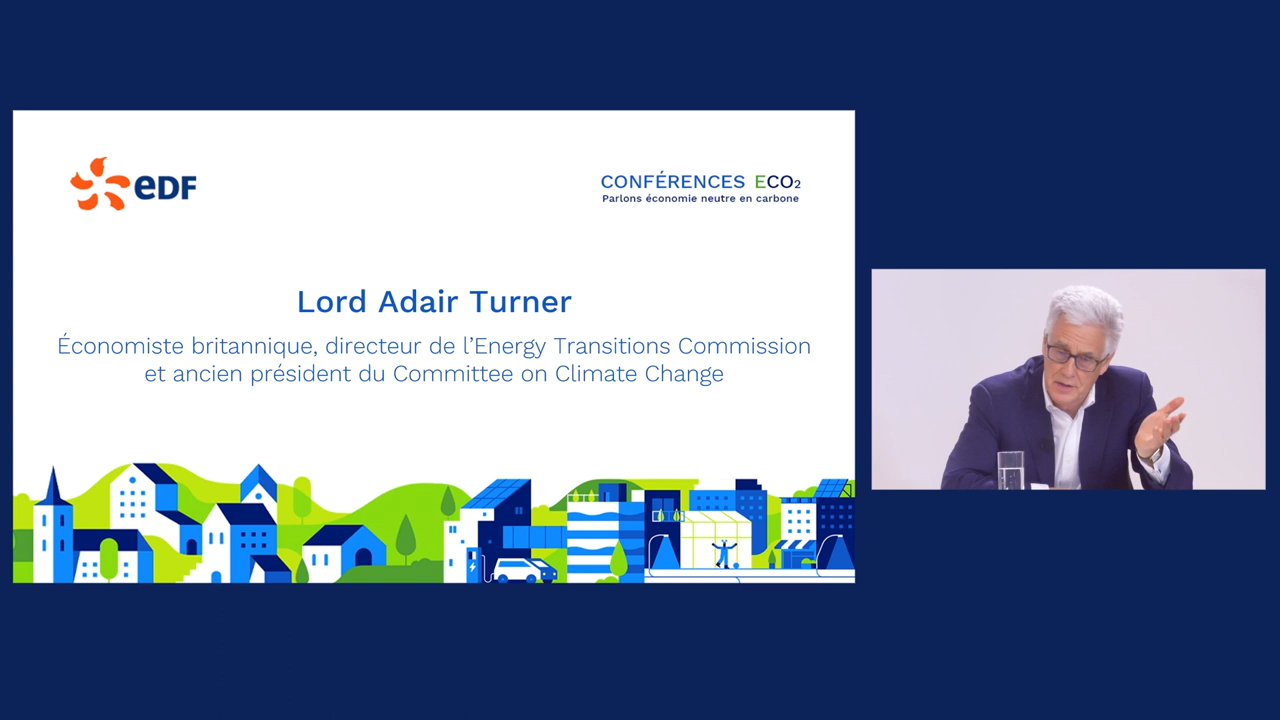 eDF
CONFÉRENCES ECO₂
Parlons économie neutre en carbone
Lord Adair Turner
Économiste britannique, directeur de l’Energy Transitions Commission
et ancien président du Committee on Climate Change